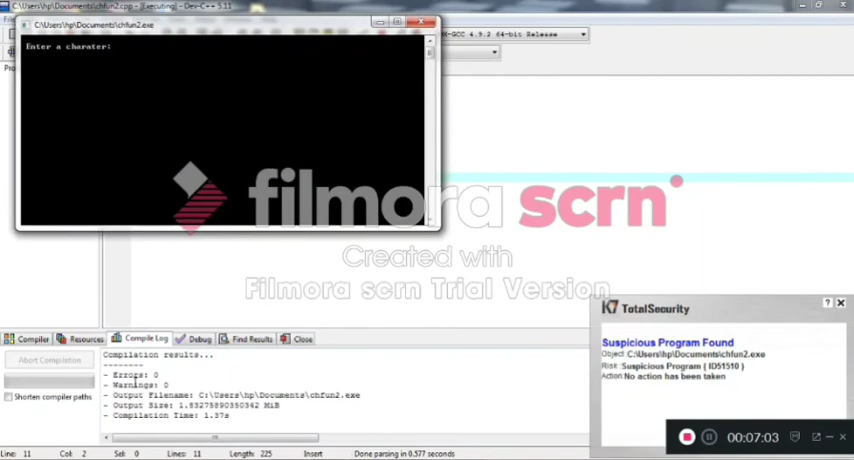 C:\Users\hp\Documents\chfun2.cpp - [Executing] - Dev-C++ 5.11
C:\Users\hp\Documents\chfun2.exe
Enter a charater:
-GCC 4.9.2 64-bit Release
filmora scrn
Created with
Filmora scrn Trial Version
K7 TotalSecurity
Suspicious Program Found
Object: C:\Users\hp\Documents\chfun2.exe
Risk: Suspicious Program ( ID51510 )
Action: No action has been taken
00:07:03
Compiler Resources Compile Log Debug Find Results Close
Abort Compilation
Shorten compiler paths
Compilation results...
--------
- Errors: 0
- Warnings: 0
- Output Filename: C:\Users\hp\Documents\chfun2.exe
- Output Size: 1.83275890350342 MiB
- Compilation Time: 1.37s
Line: 11 Col: 2 Sel: 0 Lines: 11 Length: 225 Insert Done parsing in 0.577 seconds